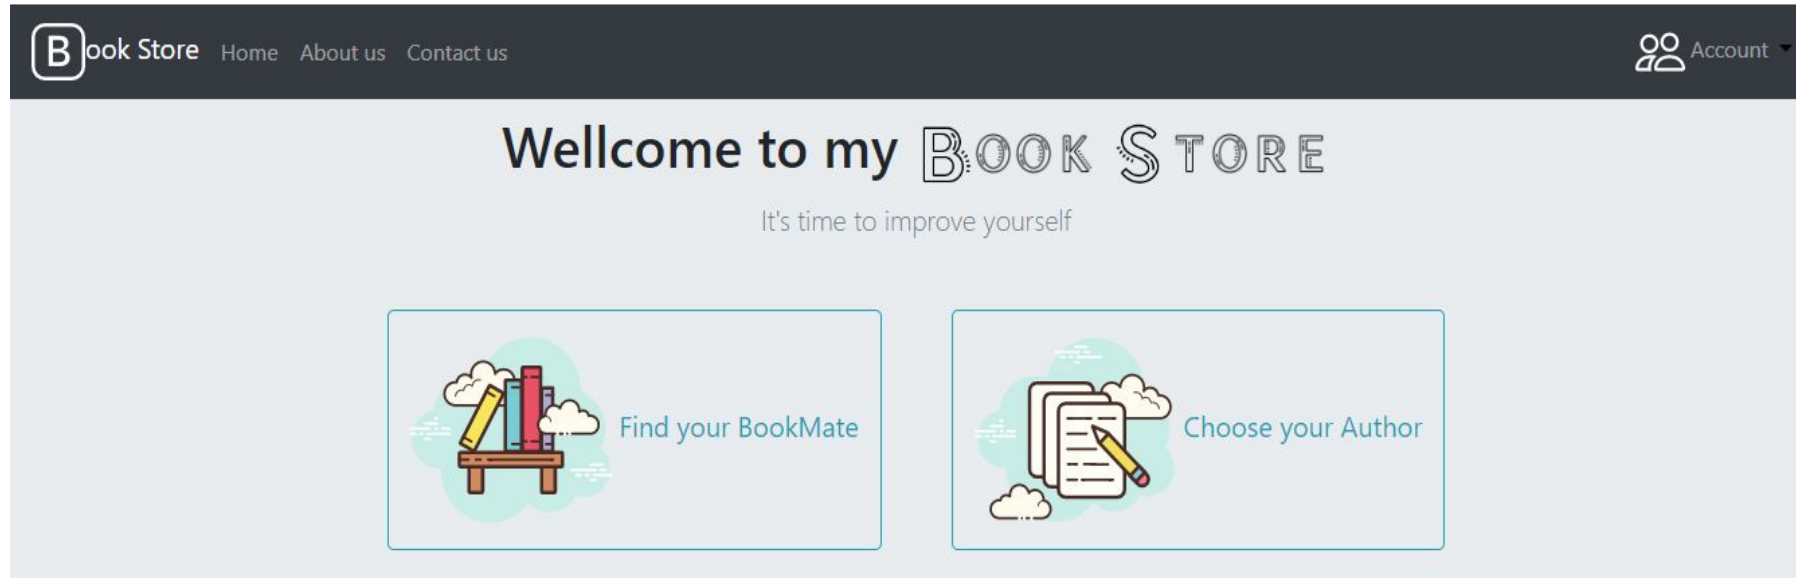 Book Store Home About us Contact us Account
Wellcome to my Book Store
It's time to improve yourself
Find your BookMate
Choose your Author